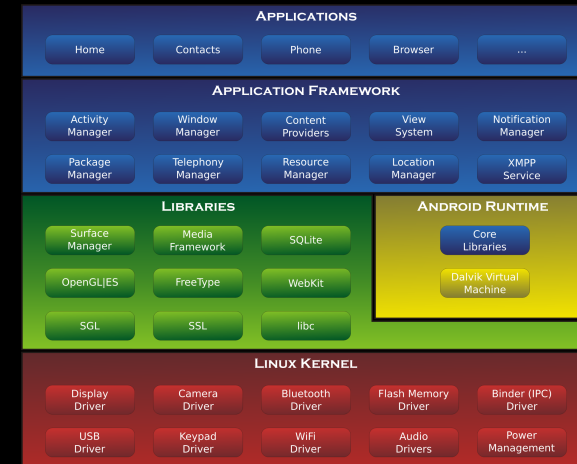 APPLICATIONS
Home
Contacts
Phone
Browser
...
APPLICATION FRAMEWORK
Activity
Manager
Window
Manager
Content
Providers
View
System
Notification
Manager
Package
Manager
Telephony
Manager
Resource
Manager
Location
Manager
XMPP
Service
LIBRARIES
Surface
Manager
Media
Framework
SQLite
OpenGL|ES
FreeType
WebKit
SGL
SSL
libc
ANDROID RUNTIME
Core
Libraries
Dalvik Virtual
Machine
LINUX KERNEL
Display
Driver
Camera
Driver
Bluetooth
Driver
Flash Memory
Driver
Binder (IPC)
Driver
USB
Driver
Keypad
Driver
WiFi
Driver
Audio
Drivers
Power
Management